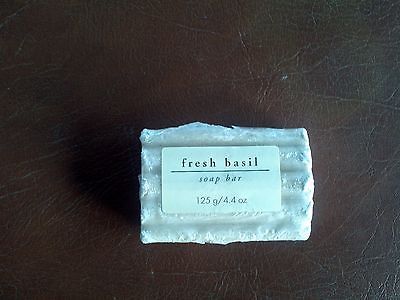 fresh basil
soap bar
125 g/4.4 oz